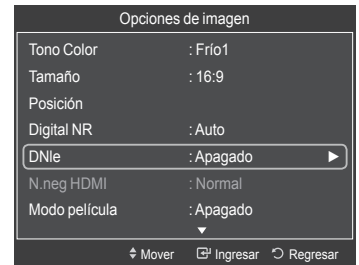 Opciones de imagen
Tono Color : Frío1
Tamaño : 16:9
Posición
Digital NR : Auto
DNIe : Apagado ►
N.neg HDMI : Normal
Modo película : Apagado
▼
Mover Ingresar Regresar